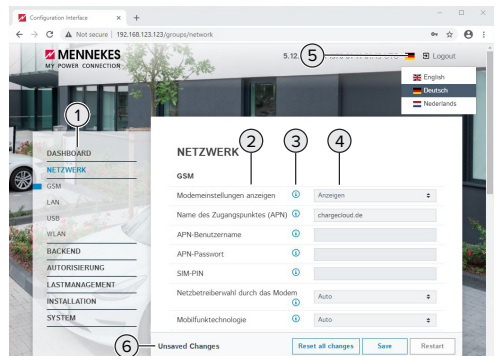 Configuration Interface
Not secure | 192.168.123.123/groups/network
MENNEKES
MY POWER CONNECTION
5.12.
5
Logout
English
Deutsch
Nederlands
1
2
3
4
DASHBOARD
NETZWERK
GSM
LAN
USB
WLAN
BACKEND
AUTORISIERUNG
LASTMANAGEMENT
INSTALLATION
SYSTEM
NETZWERK
GSM
Modemeinstellungen anzeigen
Anzeigen
Name des Zugangspunktes (APN)
chargecloud.de
APN-Benutzername
APN-Passwort
SIM-PIN
Netzbetreiberwahl durch das Modem
Auto
Mobilfunktechnologie
Auto
6
Unsaved Changes
Reset all changes
Save
Restart